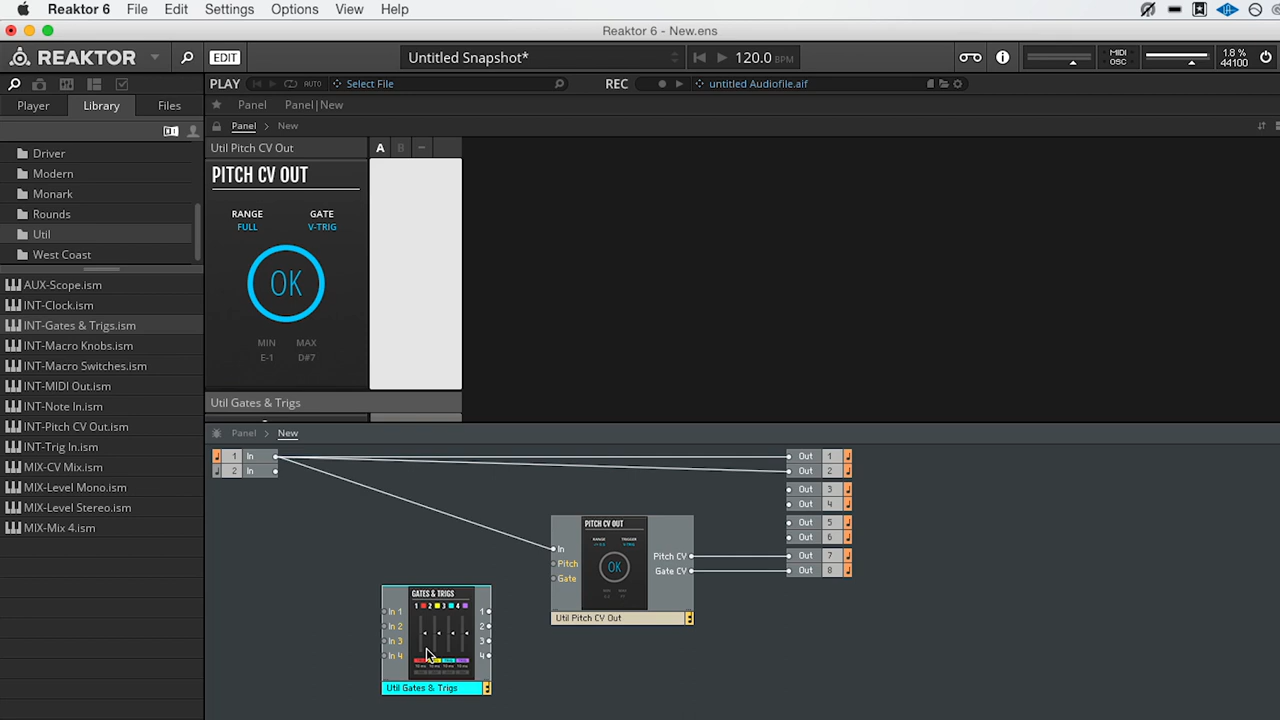 Reaktor 6 File Edit Settings Options View Help
Reaktor 6 - New.ens
REAKTOR EDIT Untitled Snapshot* 120.0 BPM MIDI OSC 1.8 % 44100
PLAY AUTO Select File REC untitled Audiofile.aif
Player Library Files
Panel Panel|New
Panel New
Driver
Modern
Monark
Rounds
Util
West Coast
AUX-Scope.ism
INT-Clock.ism
INT-Gates & Trigs.ism
INT-Macro Knobs.ism
INT-Macro Switches.ism
INT-MIDI Out.ism
INT-Note In.ism
INT-Pitch CV Out.ism
INT-Trig In.ism
MIX-CV Mix.ism
MIX-Level Mono.ism
MIX-Level Stereo.ism
MIX-Mix 4.ism
Util Pitch CV Out A B
PITCH CV OUT
RANGE GATE
FULL V-TRIG
OK
MIN MAX
E-1 D#7
Util Gates & Trigs
Panel New
1 In
2 In
Out 1
Out 2
Out 3
Out 4
Out 5
Out 6
Out 7
Out 8
PITCH CV OUT
RANGE TRIGGER
V-TRIG
OK
In
Pitch
Gate
Pitch CV
Gate CV
Util Pitch CV Out
GATES & TRIGS
1 2 3 4
In 1 1
In 2 2
In 3 3
In 4 4
Util Gates & Trigs